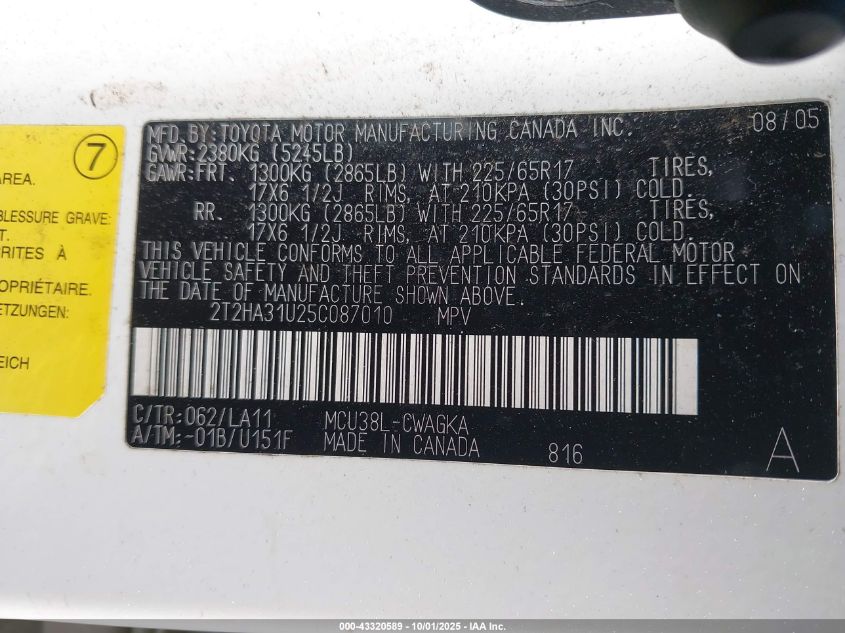 7
AREA.
BLESSURE GRAVE:
RITES À
OPRIÉTAIRE.
ETZUNGEN:
EICH
MFD. BY: TOYOTA MOTOR MANUFACTURING CANADA INC. 08/05
GVWR: 2380KG (5245LB)
GAWR: FRT. 1300KG (2865LB) WITH 225/65R17 TIRES,
17X6 1/2J RIMS, AT 210KPA (30PSI) COLD.
RR. 1300KG (2865LB) WITH 225/65R17 TIRES,
17X6 1/2J RIMS, AT 210KPA (30PSI) COLD.
THIS VEHICLE CONFORMS TO ALL APPLICABLE FEDERAL MOTOR
VEHICLE SAFETY AND THEFT PREVENTION STANDARDS IN EFFECT ON
THE DATE OF MANUFACTURE SHOWN ABOVE.
2T2HA31U25C087010 MPV
C/TR: 062/LA11 MCU38L-CWAGKA
A/TM: -01B/U151F MADE IN CANADA 816 A
000-43320589 - 10/01/2025 - IAA Inc.